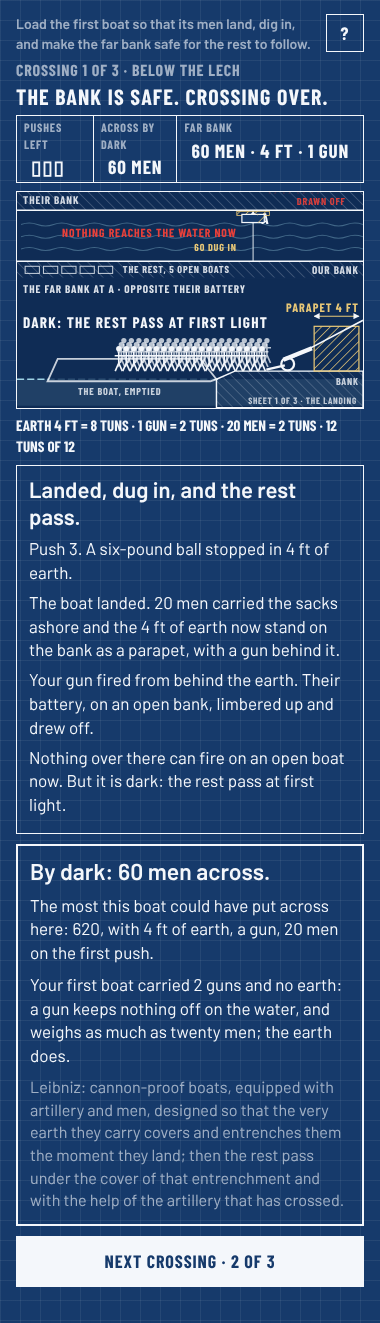 Load the first boat so that its men land, dig in,
and make the far bank safe for the rest to follow.
?
CROSSING 1 OF 3 · BELOW THE LECH
THE BANK IS SAFE. CROSSING OVER.
PUSHES
LEFT
ACROSS BY
DARK
60 MEN
FAR BANK
60 MEN · 4 FT · 1 GUN
THEIR BANK
DRAWN OFF
NOTHING REACHES THE WATER NOW
A
60 DUG IN
THE REST, 5 OPEN BOATS
OUR BANK
THE FAR BANK AT A · OPPOSITE THEIR BATTERY
PARAPET 4 FT
DARK: THE REST PASS AT FIRST LIGHT
THE BOAT, EMPTIED
BANK
SHEET 1 OF 3 · THE LANDING
EARTH 4 FT = 8 TUNS · 1 GUN = 2 TUNS · 20 MEN = 2 TUNS · 12
TUNS OF 12
Landed, dug in, and the rest
pass.
Push 3. A six-pound ball stopped in 4 ft of
earth.
The boat landed. 20 men carried the sacks
ashore and the 4 ft of earth now stand on
the bank as a parapet, with a gun behind it.
Your gun fired from behind the earth. Their
battery, on an open bank, limbered up and
drew off.
Nothing over there can fire on an open boat
now. But it is dark: the rest pass at first
light.
By dark: 60 men across.
The most this boat could have put across
here: 620, with 4 ft of earth, a gun, 20 men
on the first push.
Your first boat carried 2 guns and no earth:
a gun keeps nothing off on the water, and
weighs as much as twenty men; the earth
does.
Leibniz: cannon-proof boats, equipped with
artillery and men, designed so that the very
earth they carry covers and entrenches them
the moment they land; then the rest pass
under the cover of that entrenchment and
with the help of the artillery that has crossed.
NEXT CROSSING · 2 OF 3